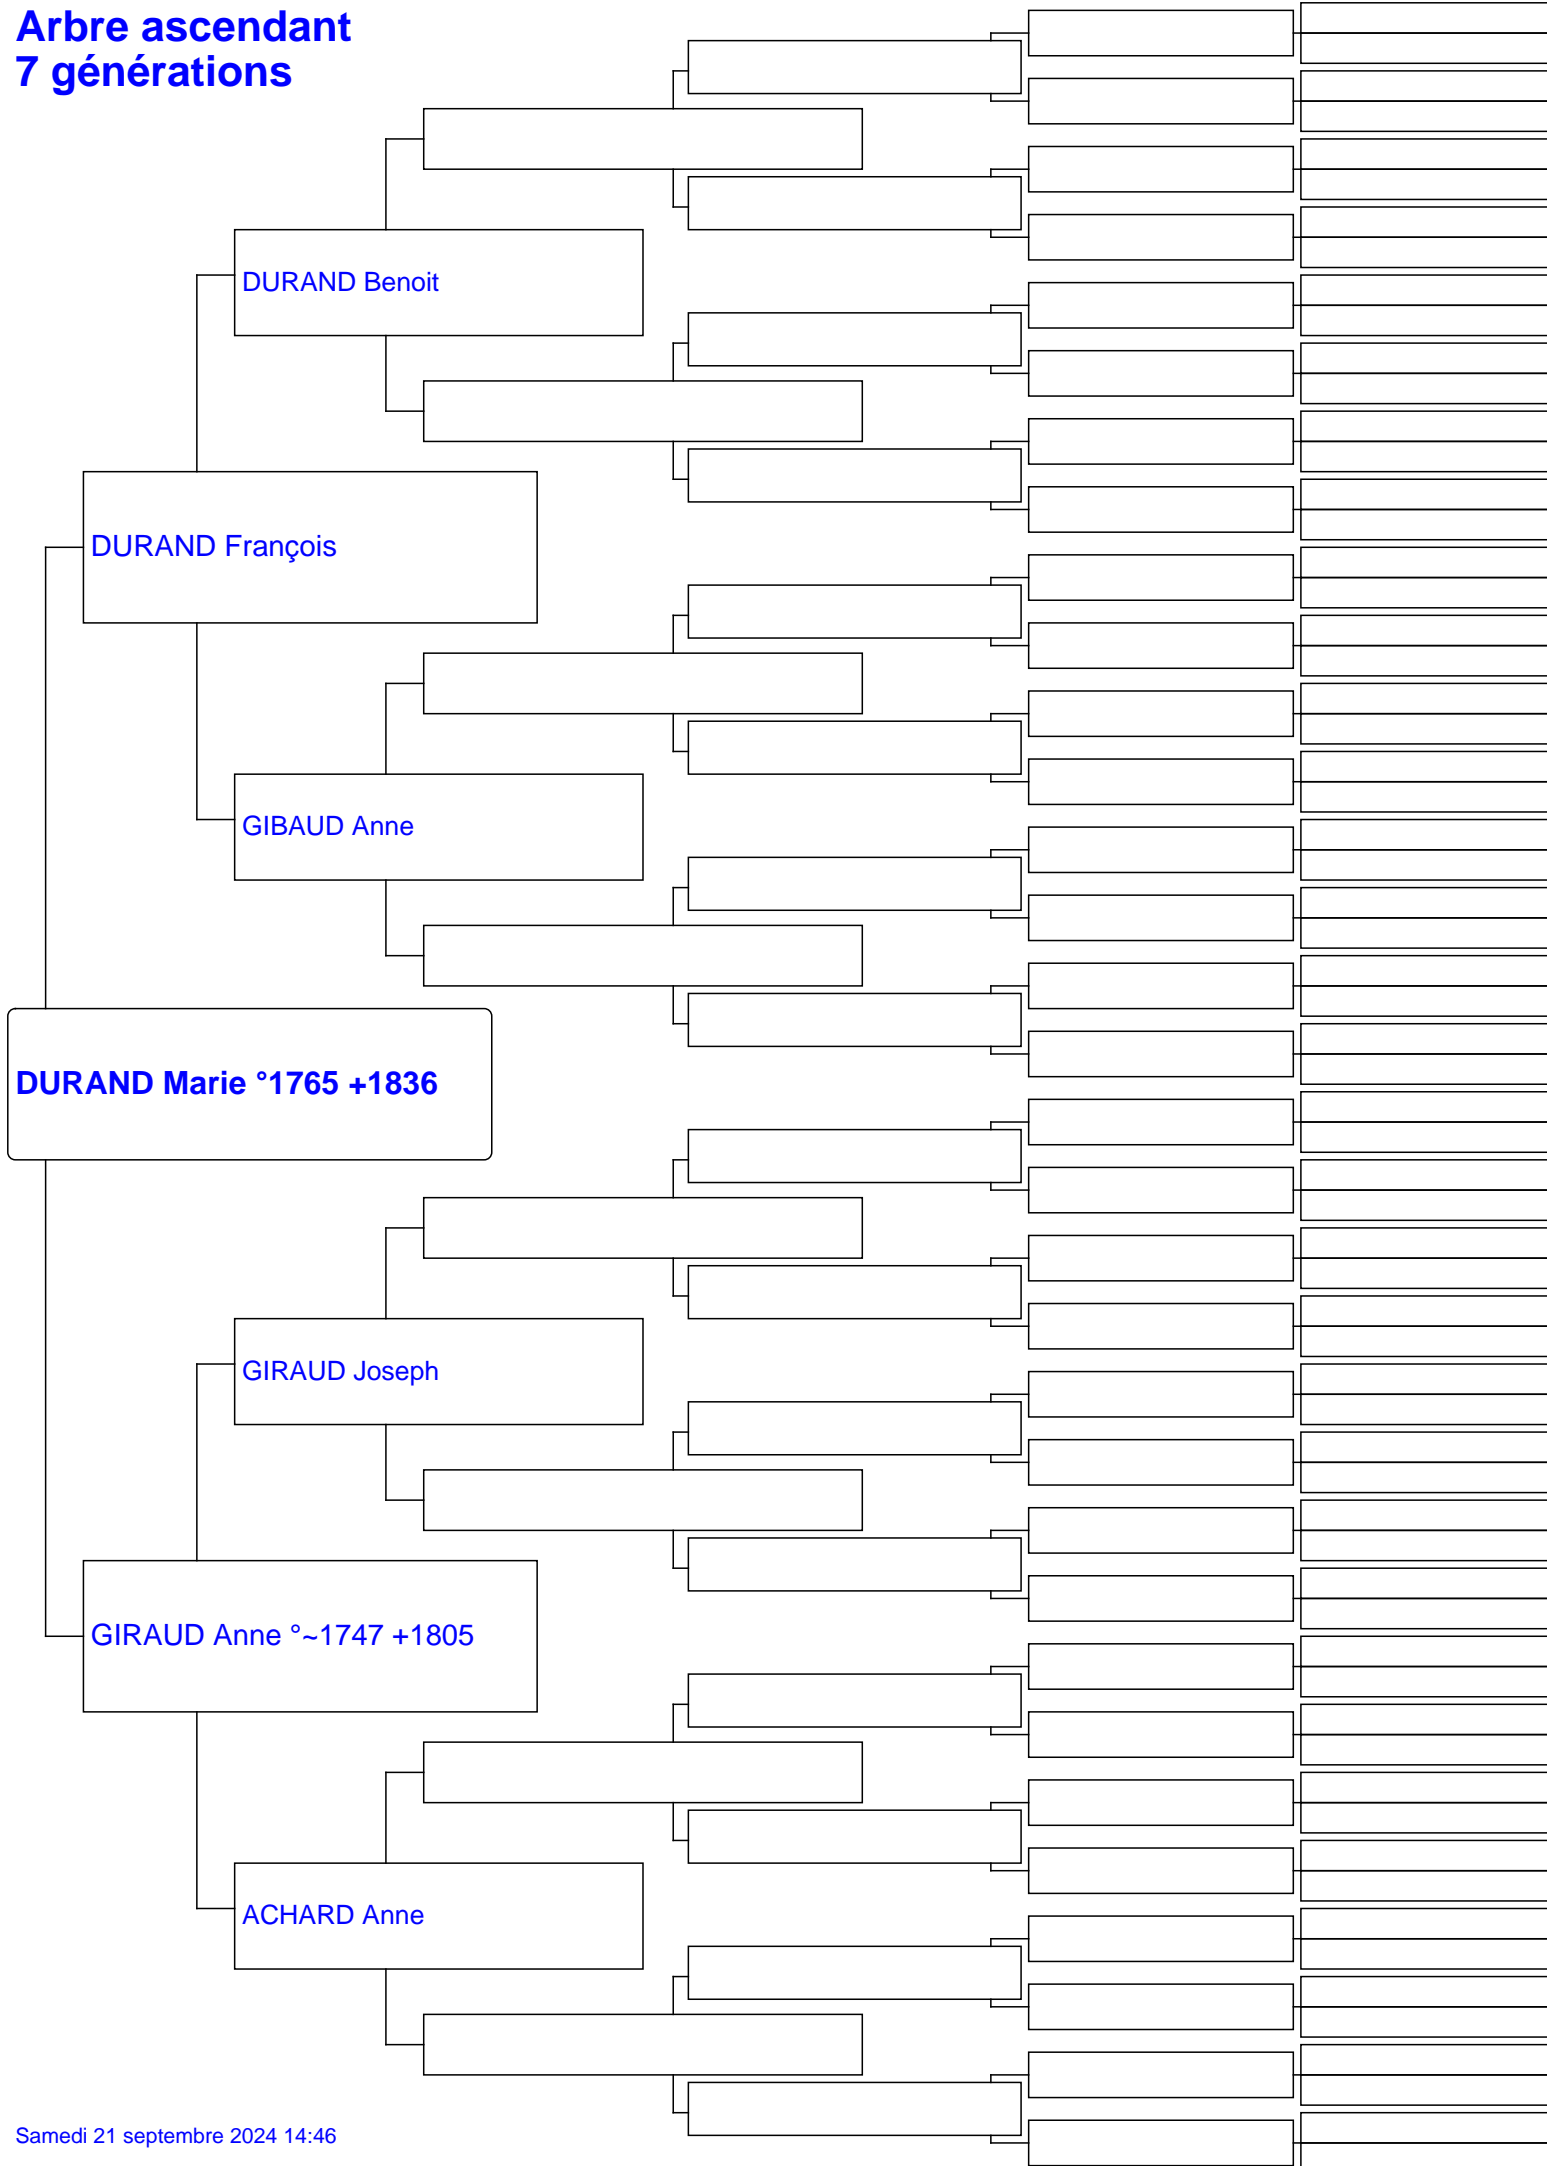 Arbre ascendant
7 générations
DURAND Benoit
DURAND François
GIBAUD Anne
DURAND Marie °1765 +1836
GIRAUD Joseph
GIRAUD Anne °~1747 +1805
ACHARD Anne
Samedi 21 septembre 2024 14:46